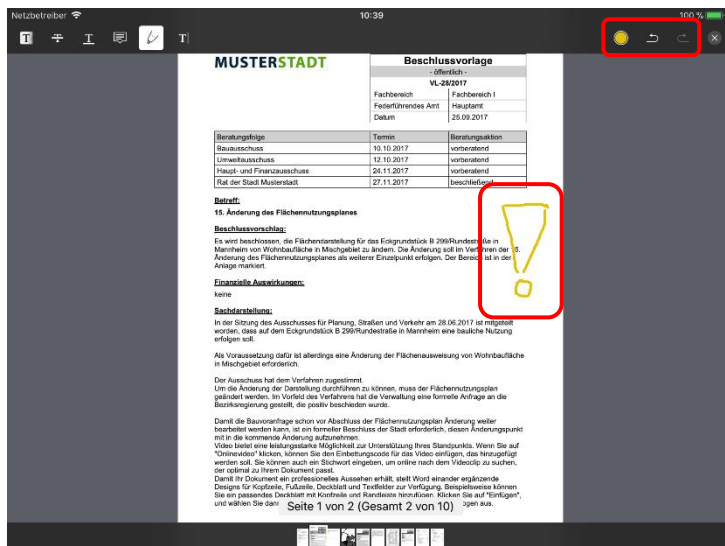 Netzbetreiber 10:39 100 %
T T T T
MUSTERSTADT
Beschlussvorlage
- öffentlich -
VL-28/2017
Fachbereich Fachbereich I
Federführendes Amt Hauptamt
Datum 26.09.2017
Beratungsfolge Termin Beratungsaktion
Bauausschuss 10.10.2017 vorberatend
Umweltausschuss 12.10.2017 vorberatend
Haupt- und Finanzausschuss 24.11.2017 vorberatend
Rat der Stadt Musterstadt 27.11.2017 beschließend
Betreff:
15. Änderung des Flächennutzungsplanes
Beschlussvorschlag:
Es wird beschlossen, die Flächendarstellung für das Eckgrundstück B 299/Rundestraße in
Mannheim von Wohnbaufläche in Mischgebiet zu ändern. Die Änderung soll im Verfahren der 15.
Änderung des Flächennutzungsplanes als weiterer Einzelpunkt erfolgen. Der Bereich ist in der
Anlage markiert.
!
Finanzielle Auswirkungen:
keine
Sachdarstellung:
In der Sitzung des Ausschusses für Planung, Straßen und Verkehr am 28.06.2017 ist mitgeteilt
worden, dass auf dem Eckgrundstück B 299/Rundestraße in Mannheim eine bauliche Nutzung
erfolgen soll.
Als Voraussetzung dafür ist allerdings eine Änderung der Flächenausweisung von Wohnbaufläche
in Mischgebiet erforderlich.
Der Ausschuss hat dem Verfahren zugestimmt.
Um die Änderung der Darstellung durchführen zu können, muss der Flächennutzungsplan
geändert werden. Im Vorfeld des Verfahrens hat die Verwaltung eine formelle Anfrage an die
Bezirksregierung gestellt, die positiv beschieden wurde.
Damit die Bauvoranfrage schon vor Abschluss der Flächennutzungsplan Änderung weiter
bearbeitet werden kann, ist ein formeller Beschluss der Stadt erforderlich, diesen Änderungspunkt
mit in die kommende Änderung aufzunehmen.
Video bietet eine leistungsstarke Möglichkeit zur Unterstützung Ihres Standpunkts. Wenn Sie auf
"Onlinevideo" klicken, können Sie den Einbettungscode für das Video einfügen, das hinzugefügt
werden soll. Sie können auch ein Stichwort eingeben, um online nach dem Videoclip zu suchen,
der optimal zu Ihrem Dokument passt.
Damit Ihr Dokument ein professionelles Aussehen erhält, stellt Word einander ergänzende
Designs für Kopfzeile, Fußzeile, Deckblatt und Textfelder zur Verfügung. Beispielsweise können
Sie ein passendes Deckblatt mit Kopfzeile und Randleiste hinzufügen. Klicken Sie auf "Einfügen",
und wählen Sie dann ogen aus.
Seite 1 von 2 (Gesamt 2 von 10)